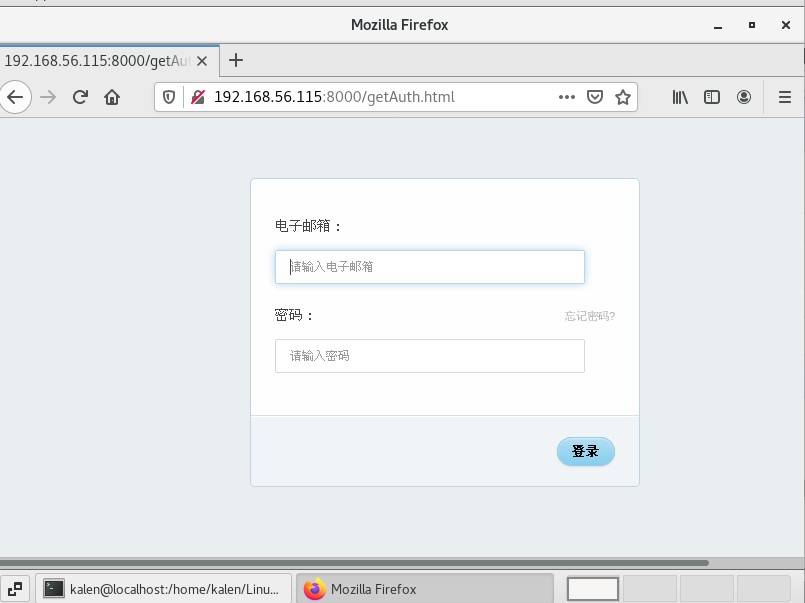 Mozilla Firefox
192.168.56.115:8000/getAu
192.168.56.115:8000/getAuth.html
电子邮箱：
请输入电子邮箱
密码：
忘记密码?
请输入密码
登录
kalen@localhost:/home/kalen/Linu...
Mozilla Firefox